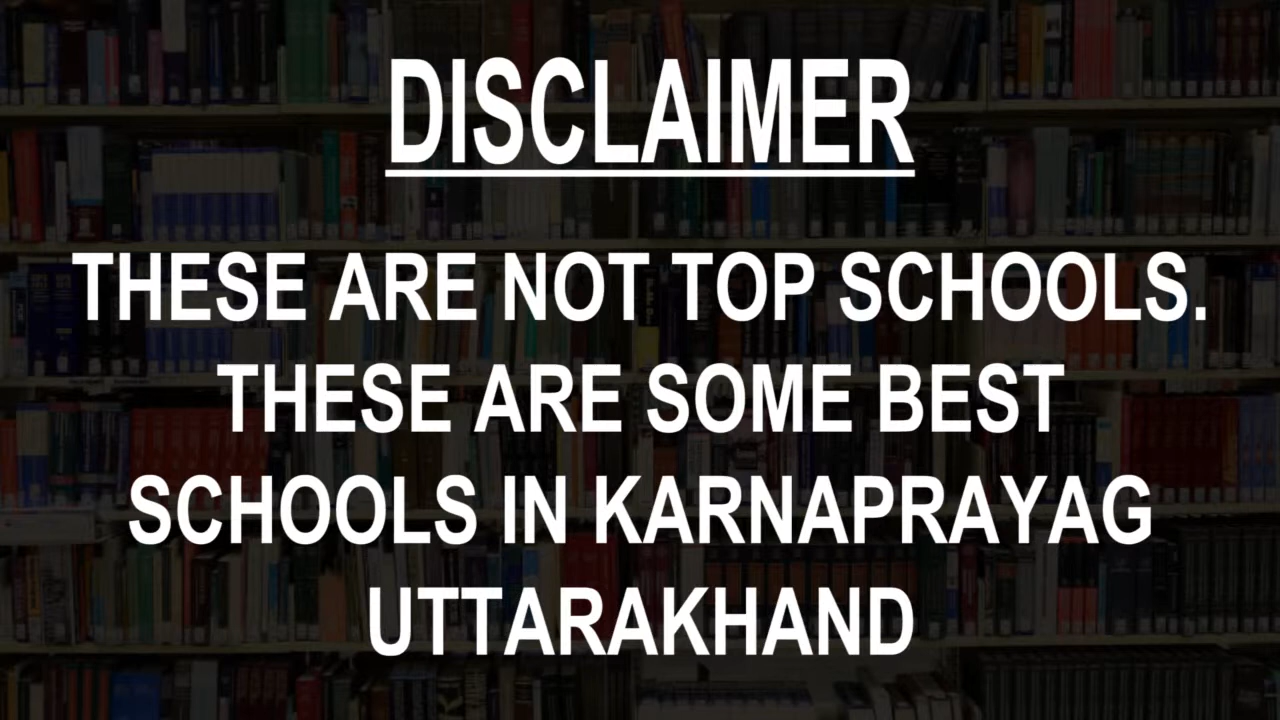 DISCLAIMER
THESE ARE NOT TOP SCHOOLS.
THESE ARE SOME BEST
SCHOOLS IN KARNAPRAYAG
UTTARAKHAND